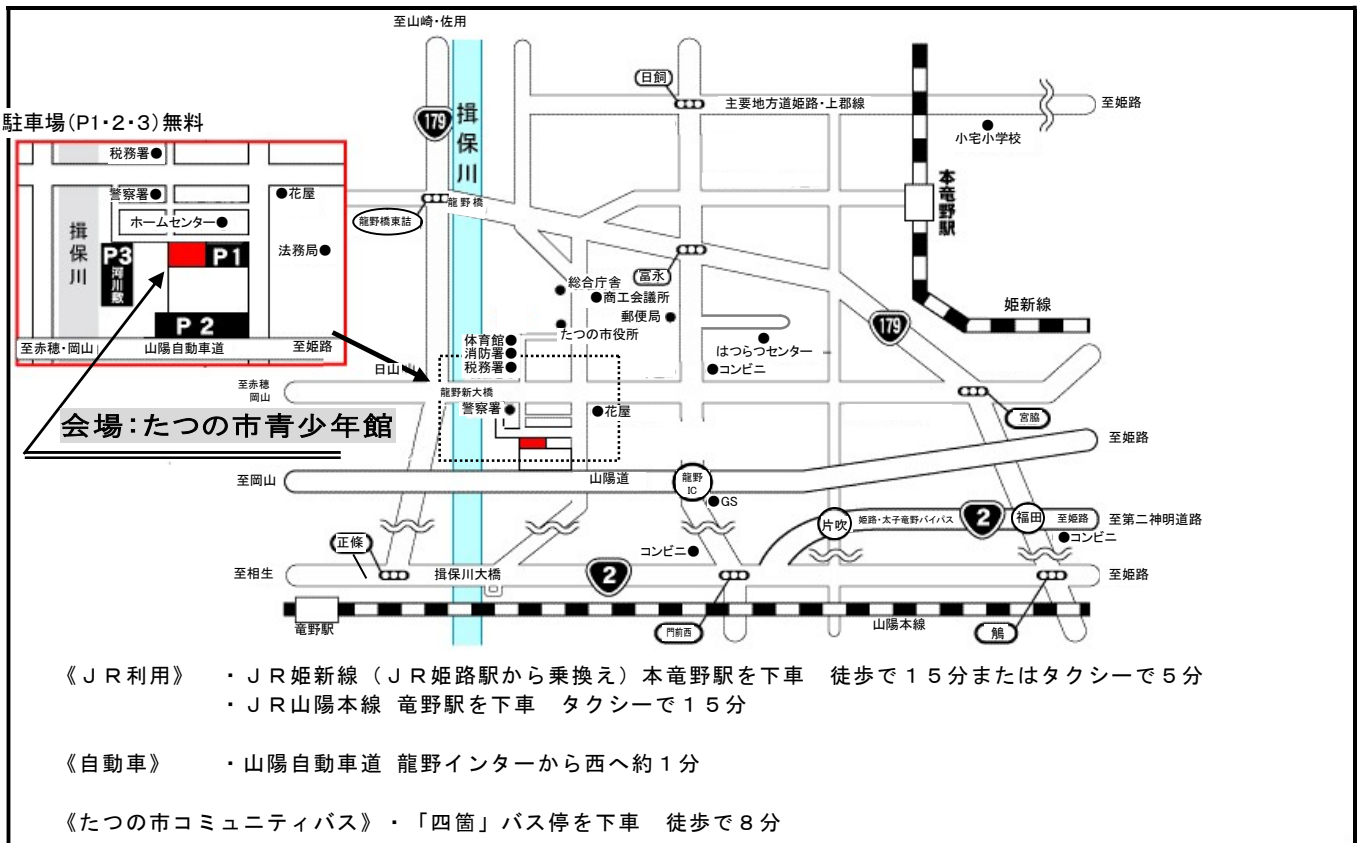 至山崎・佐用
日飼
主要地方道姫路・上郡線
至姫路
179
揖保川
小宅小学校
駐車場(P1・2・3)無料
税務署●
警察署●
●花屋
ホームセンター●
揖保川
P3
河川敷
P1
法務局●
P 2
至赤穂・岡山
山陽自動車道
至姫路
龍野橋
龍野橋東詰
本竜野駅
総合庁舎
●商工会議所
富永
郵便局●
姫新線
179
たつの市役所
体育館●
消防署●
税務署●
はつらつセンター
●コンビニ
日山
至赤穂
岡山
龍野新大橋
警察署●
●花屋
宮脇
会場:たつの市青少年館
至姫路
至岡山
山陽道
龍野
IC
●GS
片吹
姫路・太子竜野バイパス
2
福田
至姫路
至第二神明道路
●コンビニ
正條
コンビニ●
至相生
揖保川大橋
2
至姫路
竜野駅
門前西
山陽本線
鵤
《JR利用》 ・JR姫新線(JR姫路駅から乗換え)本竜野駅を下車 徒歩で15分またはタクシーで5分
・JR山陽本線 竜野駅を下車 タクシーで15分
《自動車》 ・山陽自動車道 龍野インターから西へ約1分
《たつの市コミュニティバス》・「四箇」バス停を下車 徒歩で8分